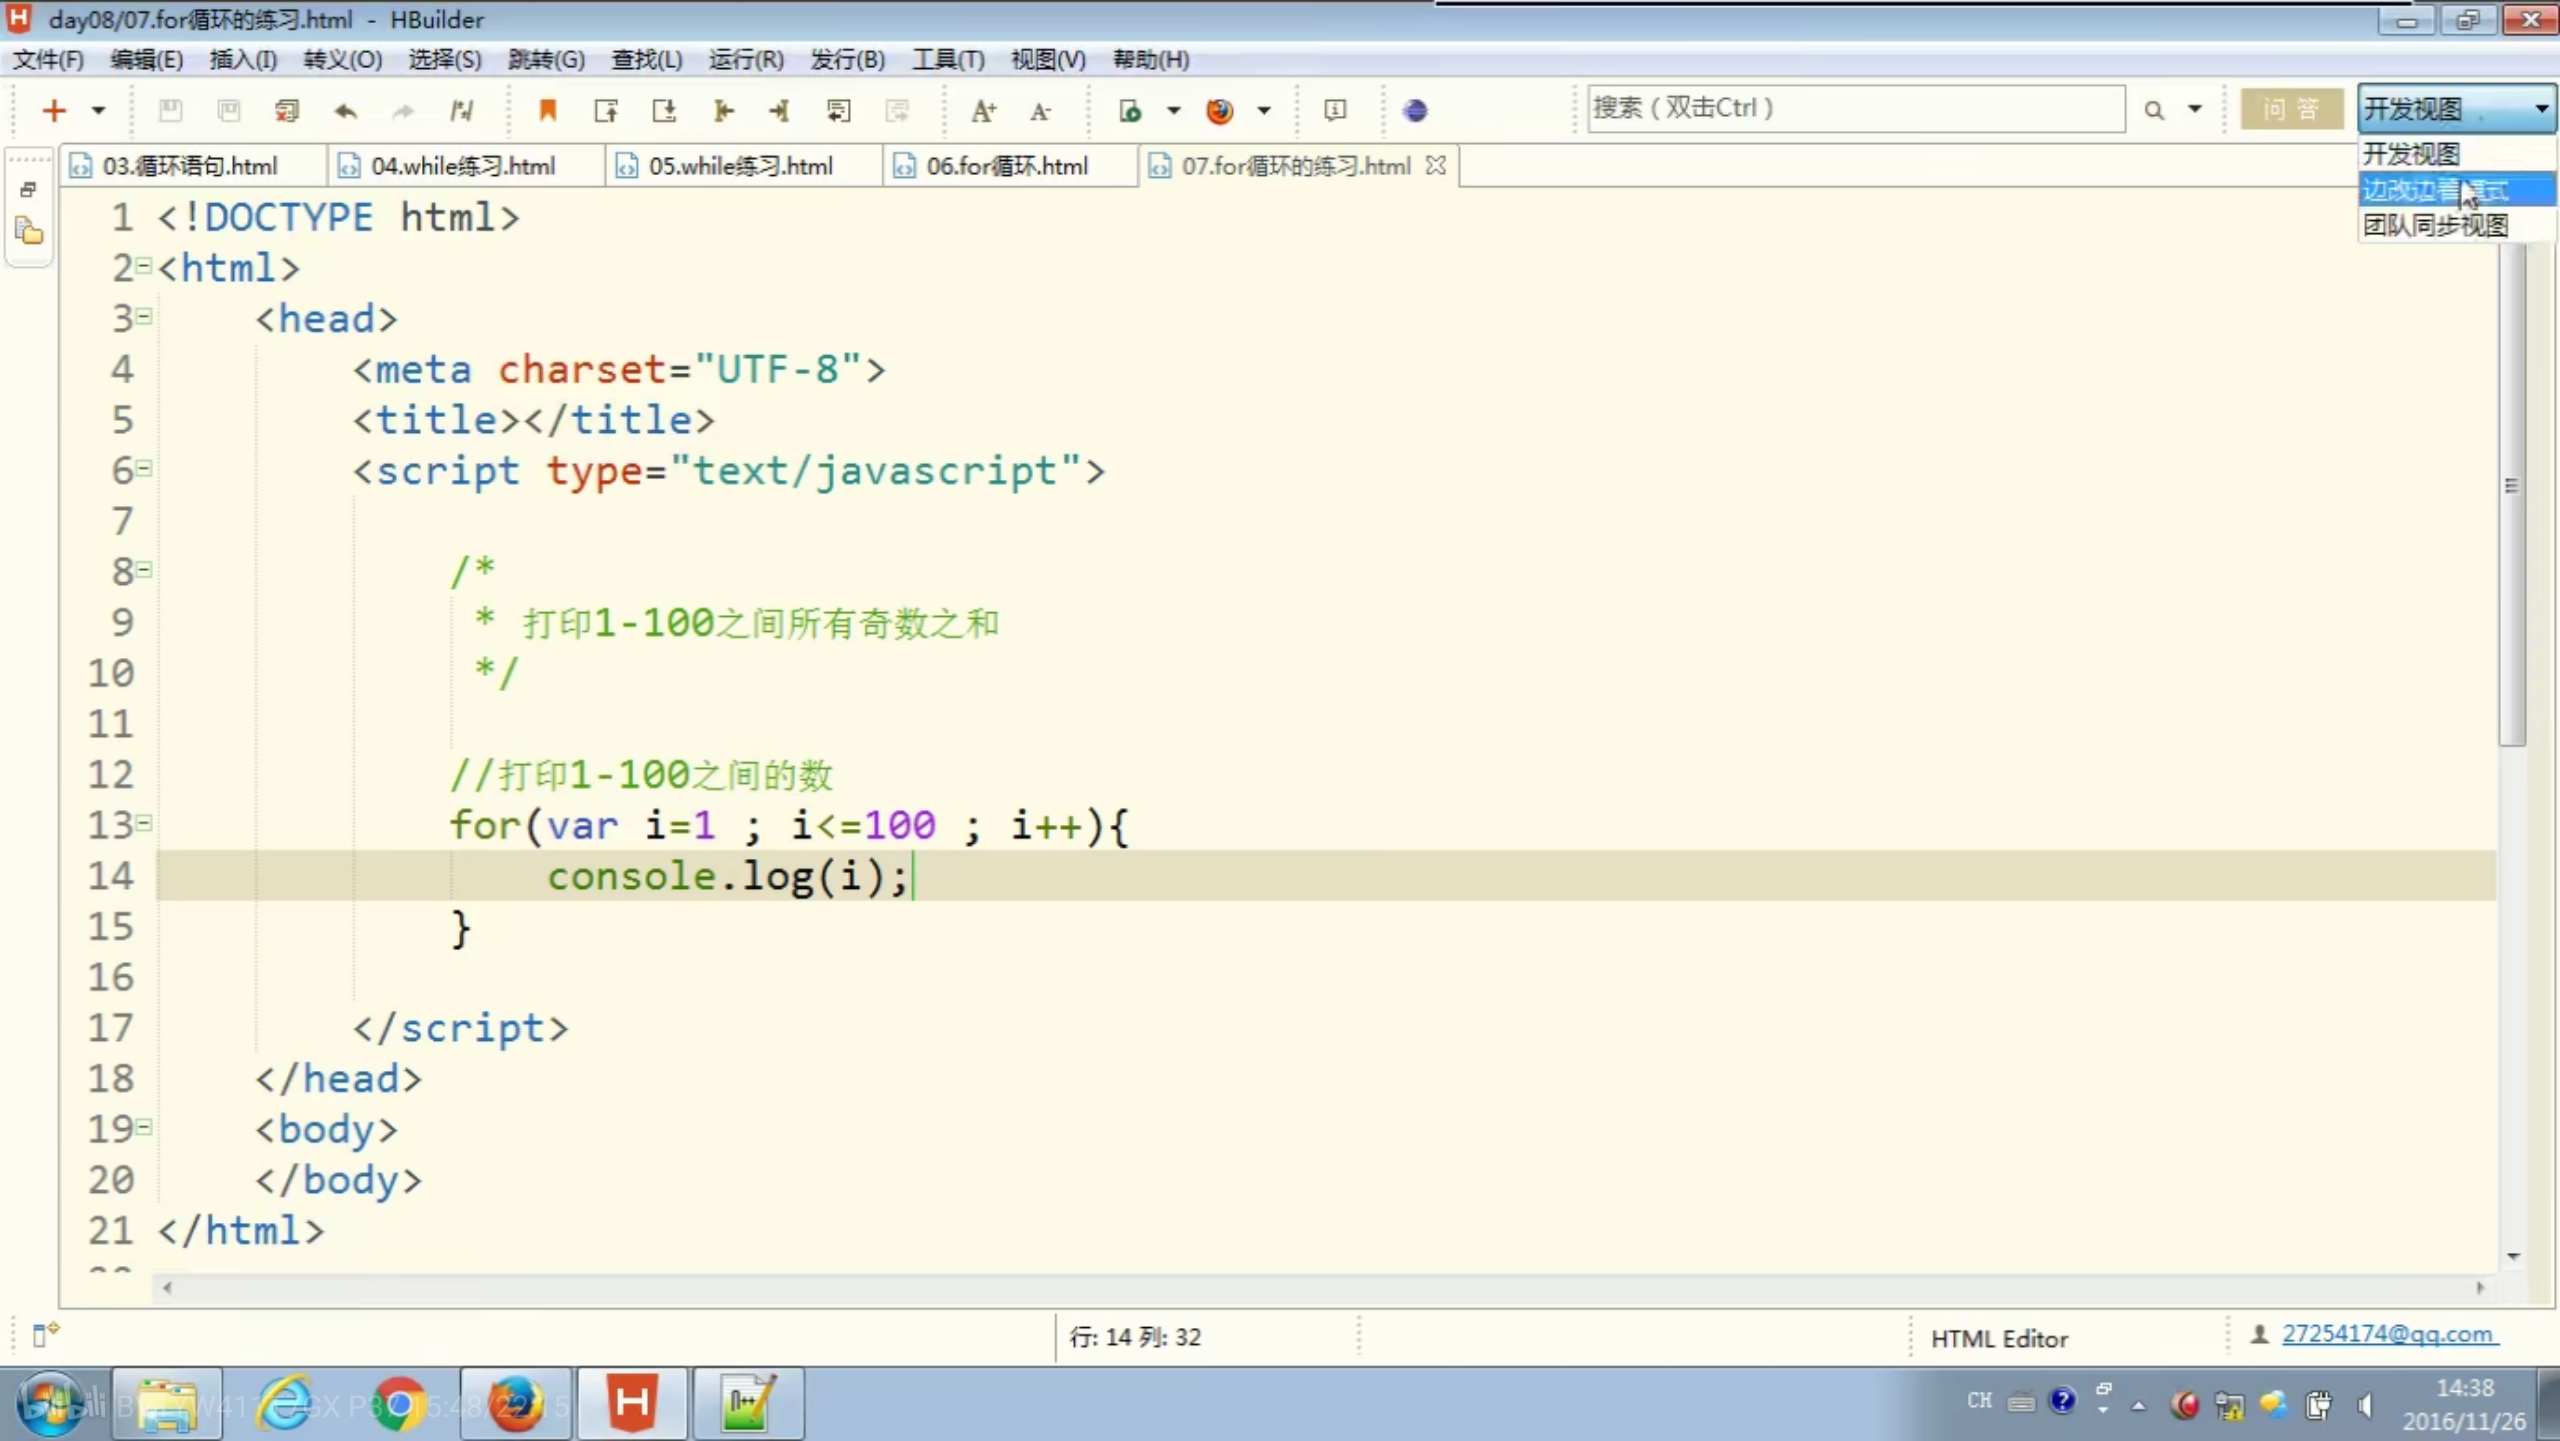 day08/07.for循环的练习.html - HBuilder
文件(F) 编辑(E) 插入(I) 转义(O) 选择(S) 跳转(G) 查找(L) 运行(R) 发行(B) 工具(T) 视图(V) 帮助(H)
搜索（双击Ctrl） 问 答 开发视图
开发视图
边改边看模式
团队同步视图
03.循环语句.html 04.while练习.html 05.while练习.html 06.for循环.html 07.for循环的练习.html
1 <!DOCTYPE html>
2 <html>
3 <head>
4 <meta charset="UTF-8">
5 <title></title>
6 <script type="text/javascript">
7
8 /*
9 * 打印1-100之间所有奇数之和
10 */
11
12 //打印1-100之间的数
13 for(var i=1 ; i<=100 ; i++){
14 console.log(i);
15 }
16
17 </script>
18 </head>
19 <body>
20 </body>
21 </html>
行: 14 列: 32 HTML Editor 27254174@qq.com
bilibili P37 15:48/22:15
CH 14:38
2016/11/26